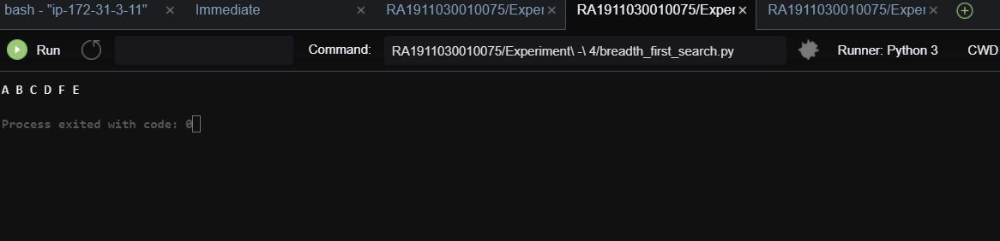 bash - "ip-172-31-3-11" × Immediate × RA1911030010075/Exper × RA1911030010075/Exper × RA1911030010075/Exper ×
Run Command: RA1911030010075/Experiment\ -\ 4/breadth_first_search.py Runner: Python 3 CWD
A B C D F E
Process exited with code: 0